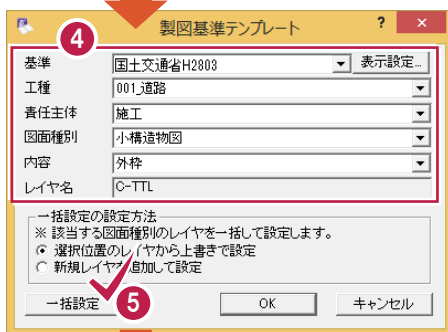 製図基準テンプレート ? ×
4
基準 国土交通省H2803 表示設定...
工種 001_道路
責任主体 施工
図面種別 小構造物図
内容 外枠
レイヤ名 C-TTL
一括設定の設定方法
※ 該当する図面種別のレイヤを一括して設定します。
選択位置のレイヤから上書きで設定
新規レイヤを追加して設定
一括設定 5 OK キャンセル